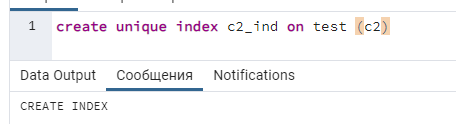 1 create unique index c2_ind on test (c2)
Data Output Сообщения Notifications
CREATE INDEX